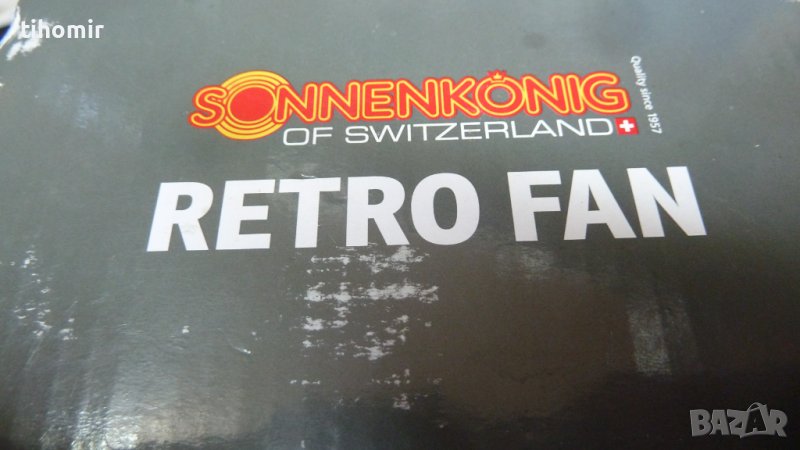 tihomir
SONNENKÖNIG
OF SWITZERLAND
Quality since 1957
RETRO FAN
BAZAR